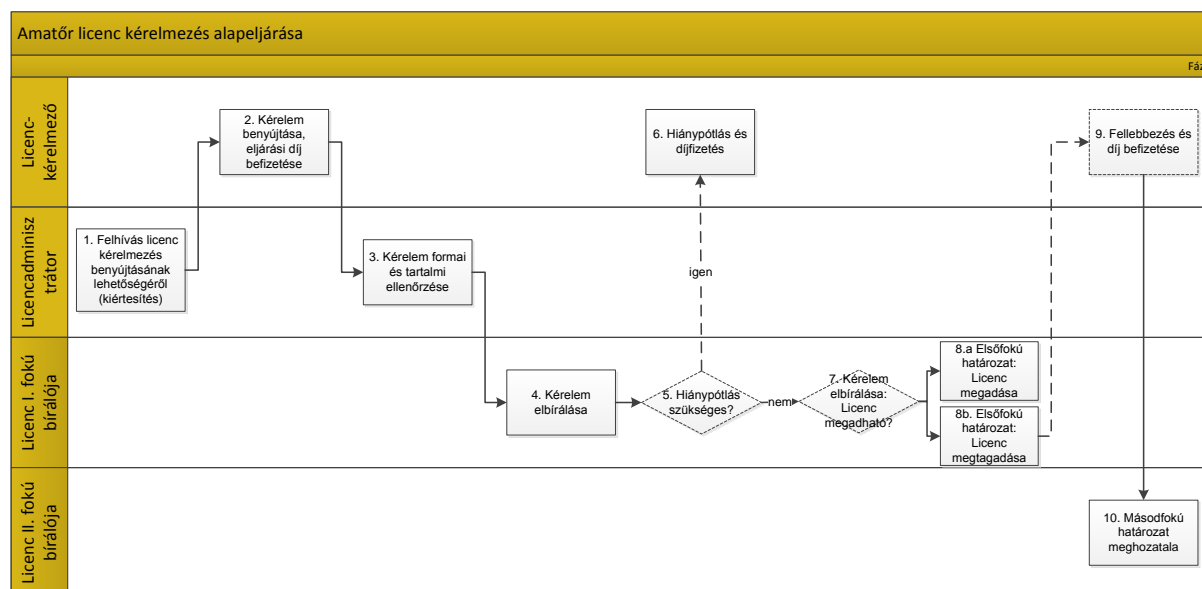 Amatőr licenc kérelmezés alapeljárása
Fáz
Licenc-
kérelmező
2. Kérelem
benyújtása,
eljárási díj
befizetése
6. Hiánypótlás és
díjfizetés
9. Fellebbezés és
díj befizetése
Licencadminisz
trátor
1. Felhívás licenc
kérelmezés
benyújtásának
lehetőségéről
(kiértesítés)
3. Kérelem formai
és tartalmi
ellenőrzése
igen
Licenc I. fokú
bírálója
4. Kérelem
elbírálása
5. Hiánypótlás
szükséges?
nem
7. Kérelem
elbírálása:
Licenc
megadható?
8.a Elsőfokú
határozat:
Licenc
megadása
8b. Elsőfokú
határozat:
Licenc
megtagadása
Licenc II. fokú
bírálója
10. Másodfokú
határozat
meghozatala